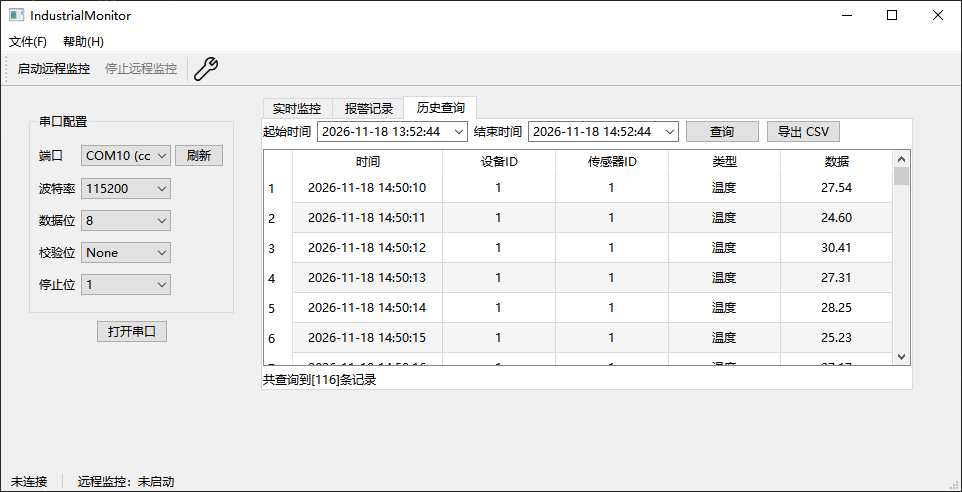 IndustrialMonitor
文件(F) 帮助(H)
启动远程监控 停止远程监控
串口配置
端口 COM10 (cc 刷新
波特率 115200
数据位 8
校验位 None
停止位 1
打开串口
实时监控 报警记录 历史查询
起始时间 2026-11-18 13:52:44 结束时间 2026-11-18 14:52:44 查询 导出 CSV
时间 设备ID 传感器ID 类型 数据
1 2026-11-18 14:50:10 1 1 温度 27.54
2 2026-11-18 14:50:11 1 1 温度 24.60
3 2026-11-18 14:50:12 1 1 温度 30.41
4 2026-11-18 14:50:13 1 1 温度 27.31
5 2026-11-18 14:50:14 1 1 温度 28.25
6 2026-11-18 14:50:15 1 1 温度 25.23
共查询到[116]条记录
未连接 远程监控：未启动